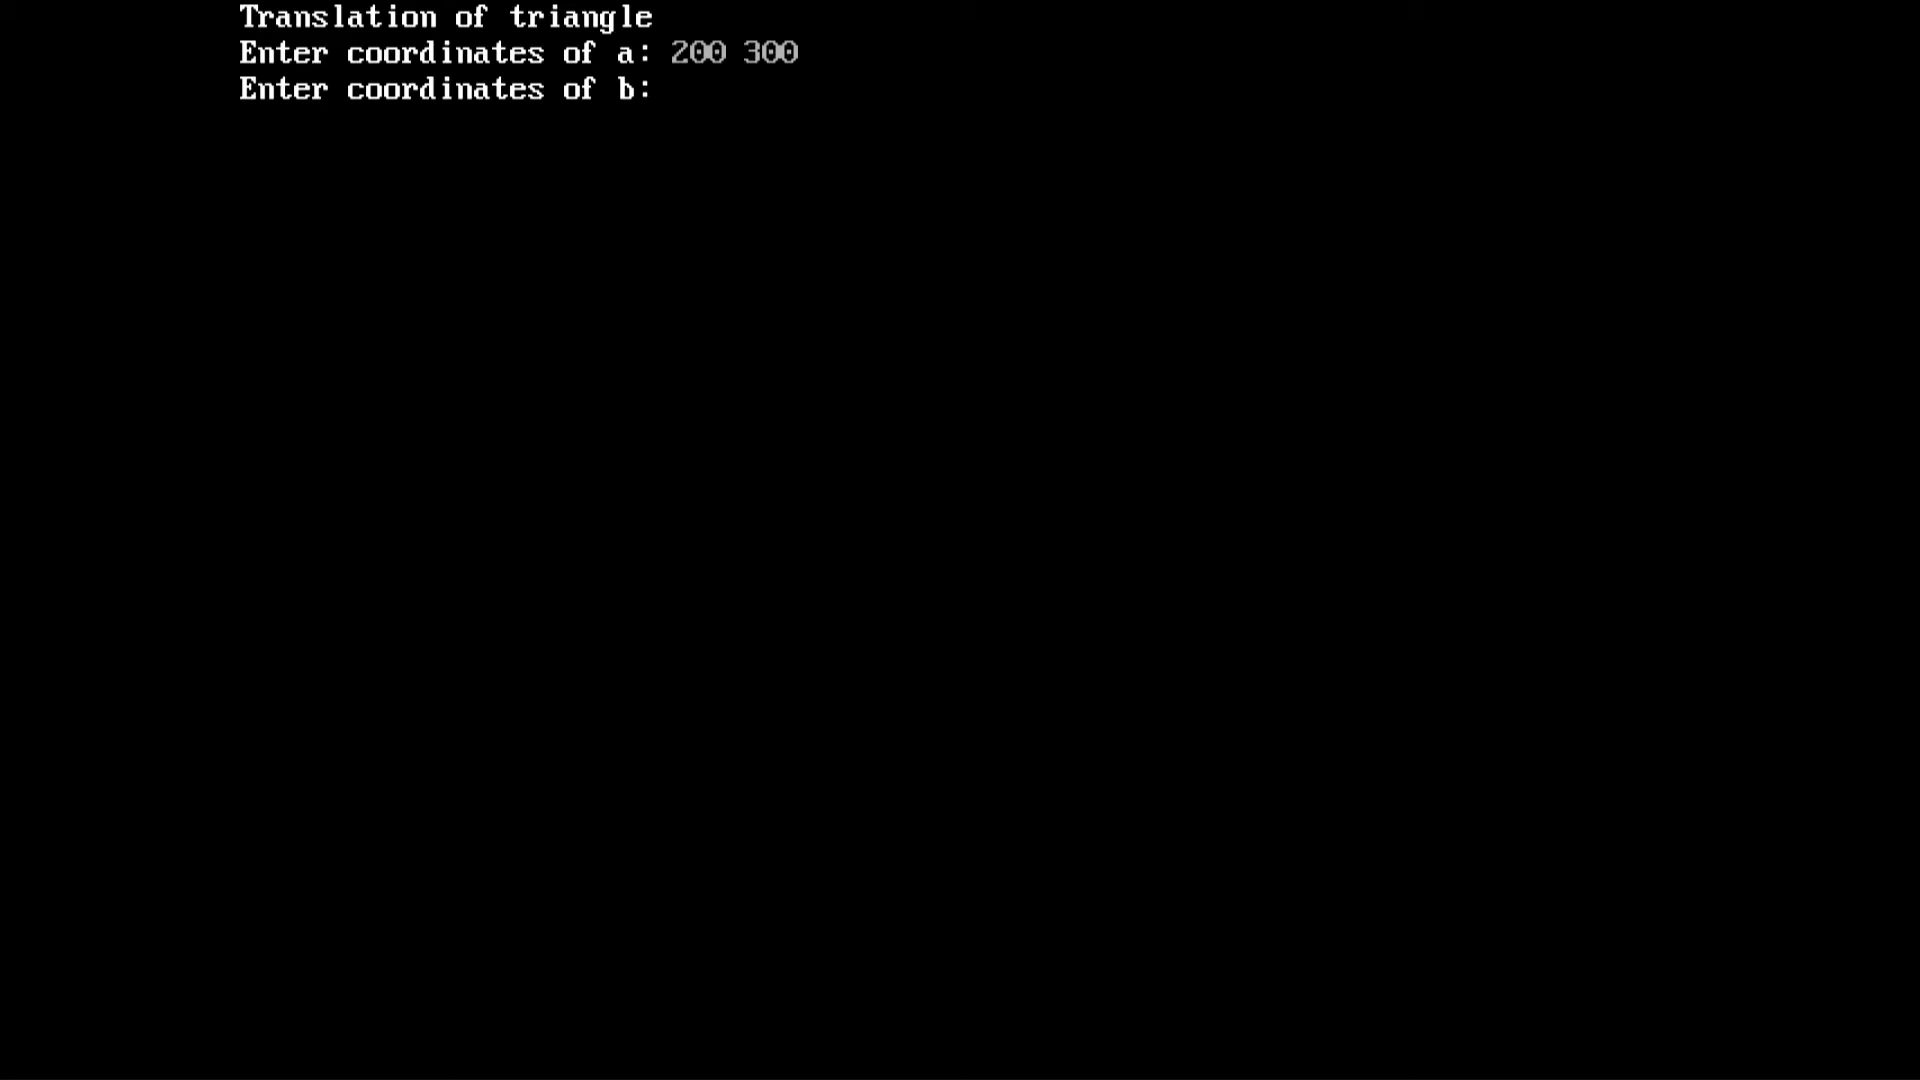 Translation of triangle
Enter coordinates of a: 200 300
Enter coordinates of b: